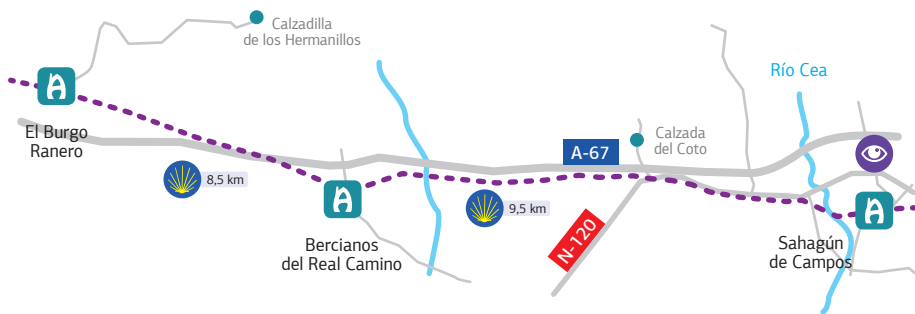 Calzadilla
de los Hermanillos
El Burgo
Ranero
8,5 km
Bercianos
del Real Camino
9,5 km
A-67
N-120
Calzada
del Coto
Río Cea
Sahagún
de Campos